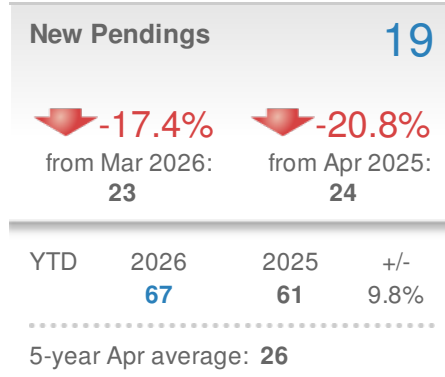 New Pendings 19
-17.4% -20.8%
from Mar 2026: from Apr 2025:
23 24
YTD 2026 2025 +/-
67 61 9.8%
5-year Apr average: 26